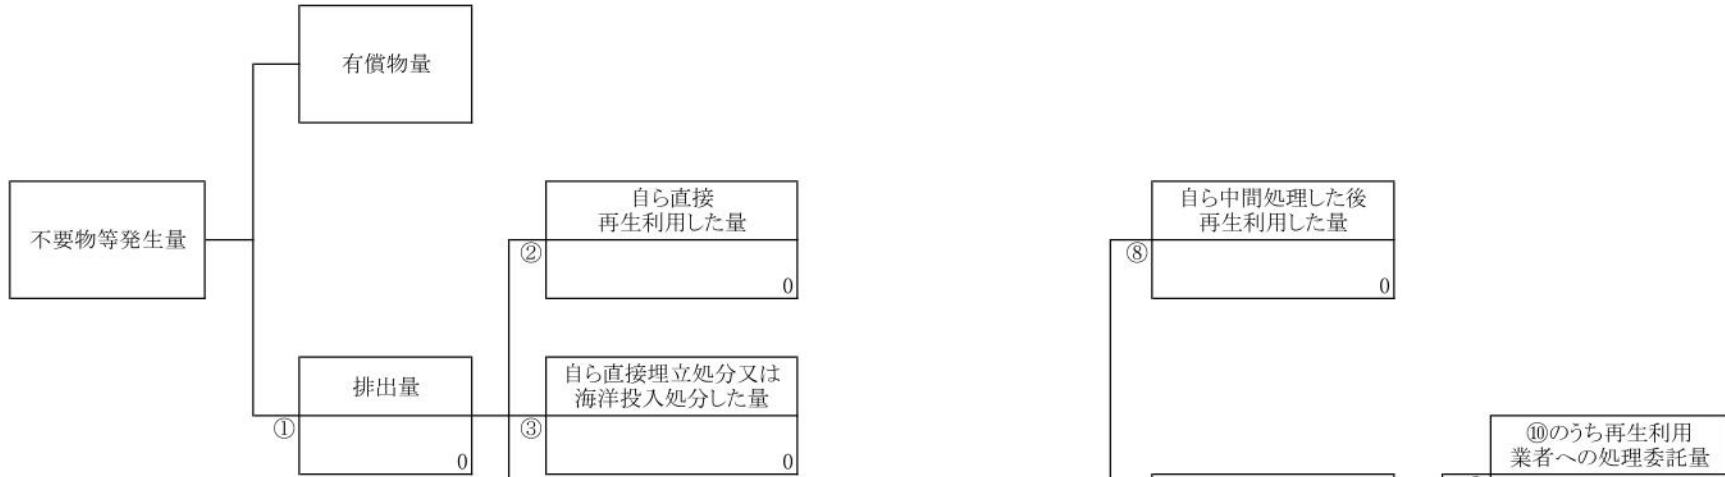 有償物量
不要物等発生量
自ら直接
再生利用した量
②
0
自ら中間処理した後
再生利用した量
⑧
0
排出量
①
0
自ら直接埋立処分又は
海洋投入処分した量
③
0
⑩のうち再生利用
業者への処理委託量